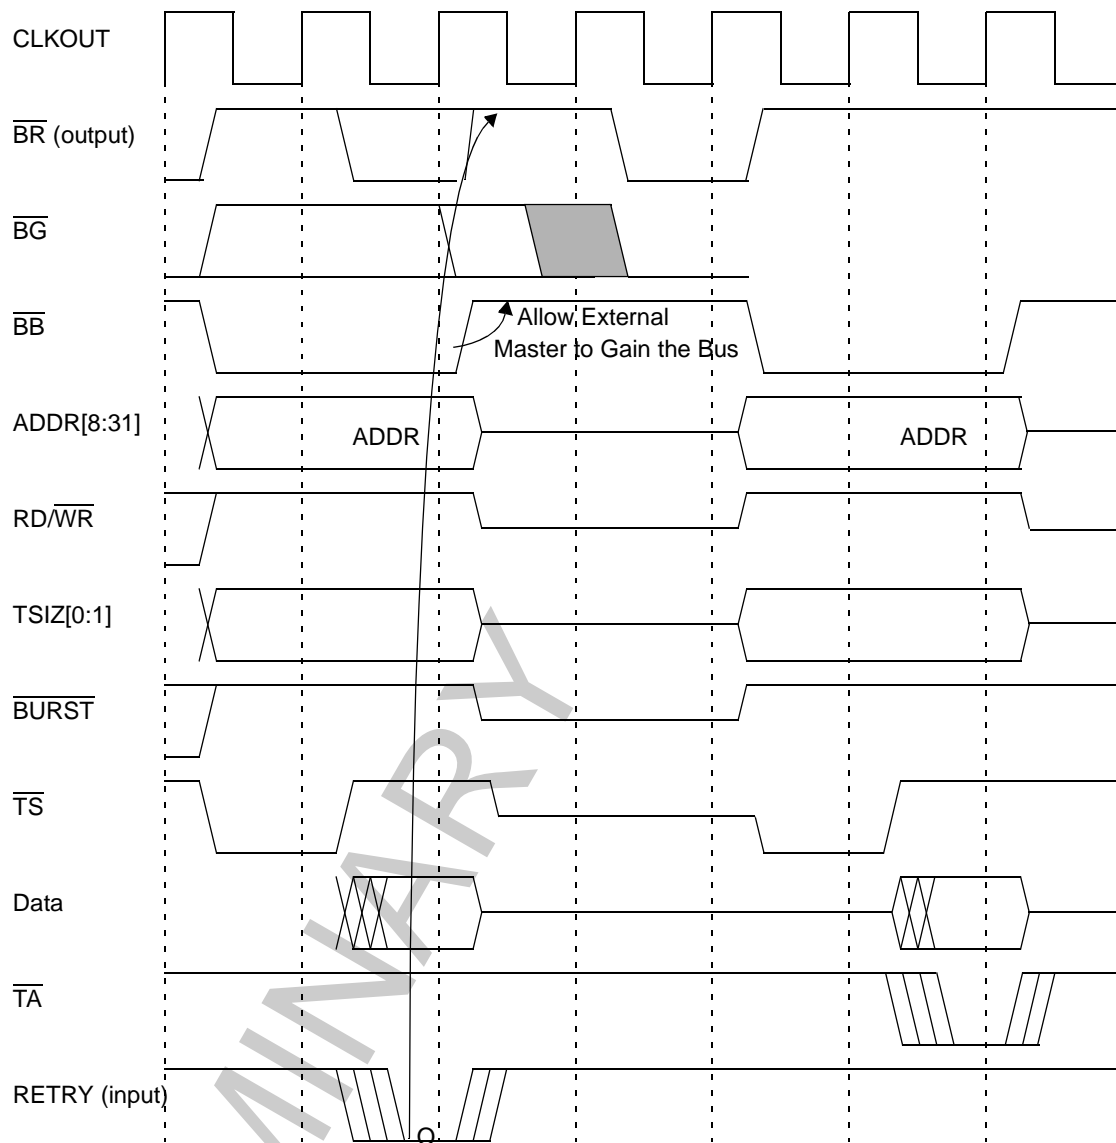 CLKOUT
BR (output)
BG
BB
Allow External
Master to Gain the Bus
ADDR[8:31]
ADDR
ADDR
RD/WR
TSIZ[0:1]
BURST
TS
Data
TA
RETRY (input)
O
MINARY